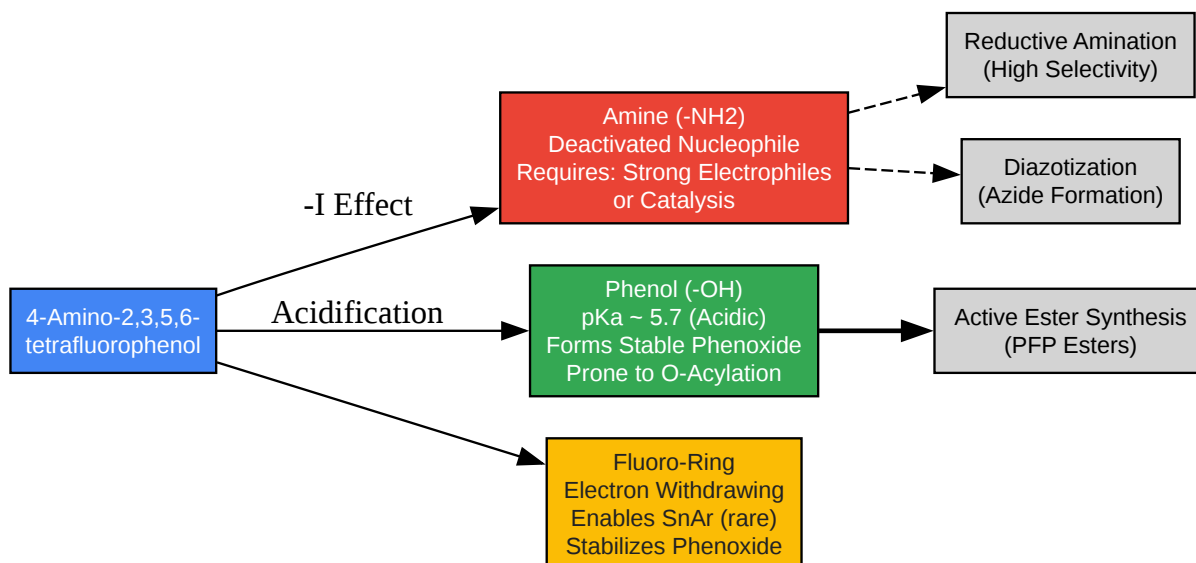 4-Amino-2,3,5,6-
tetrafluorophenol
-I Effect
Acidification
Amine (-NH2)
Deactivated Nucleophile
Requires: Strong Electrophiles
or Catalysis
Phenol (-OH)
pKa ~ 5.7 (Acidic)
Forms Stable Phenoxide
Prone to O-Acylation
Fluoro-Ring
Electron Withdrawing
Enables SnAr (rare)
Stabilizes Phenoxide
Reductive Amination
(High Selectivity)
Diazotization
(Azide Formation)
Active Ester Synthesis
(PFP Esters)